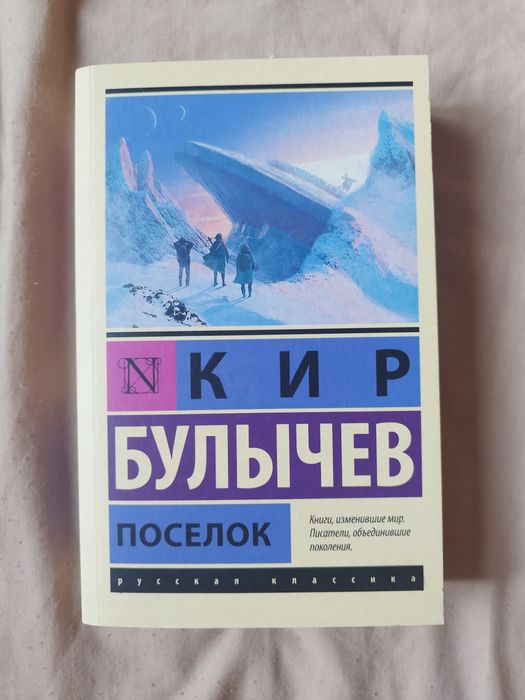 N
КИР
БУЛЫЧЕВ
ПОСЕЛОК
Книги, изменившие мир.
Писатели, объединившие
поколения.
русская классика